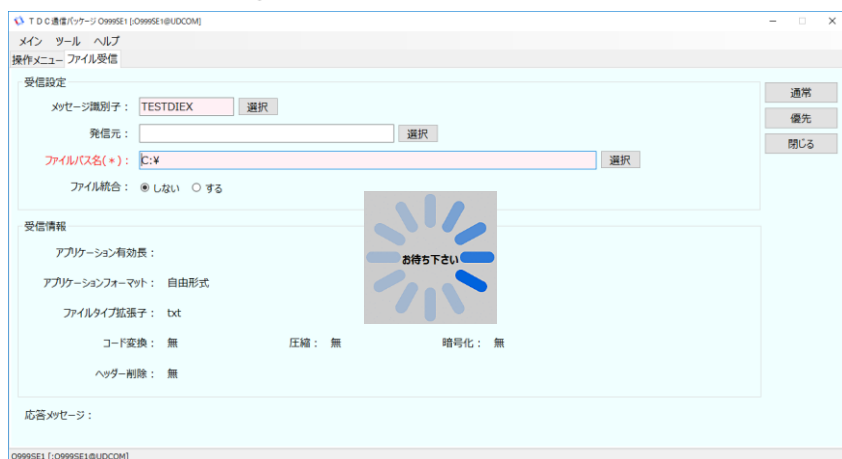 ＴＤＣ通信パッケージ O999SE1 [:O999SE1@UDCOM]
メイン ツール ヘルプ
操作メニュー ファイル受信
受信設定
メッセージ識別子： TESTDIEX 選択 通常
発信元： 選択 優先
ファイルパス名(＊)： C:¥ 選択 閉じる
ファイル統合： しない する
受信情報
お待ち下さい
アプリケーション有効長：
アプリケーションフォーマット： 自由形式
ファイルタイプ拡張子： txt
コード変換： 無 圧縮： 無 暗号化： 無
ヘッダー削除： 無
応答メッセージ：
O999SE1 [:O999SE1@UDCOM]